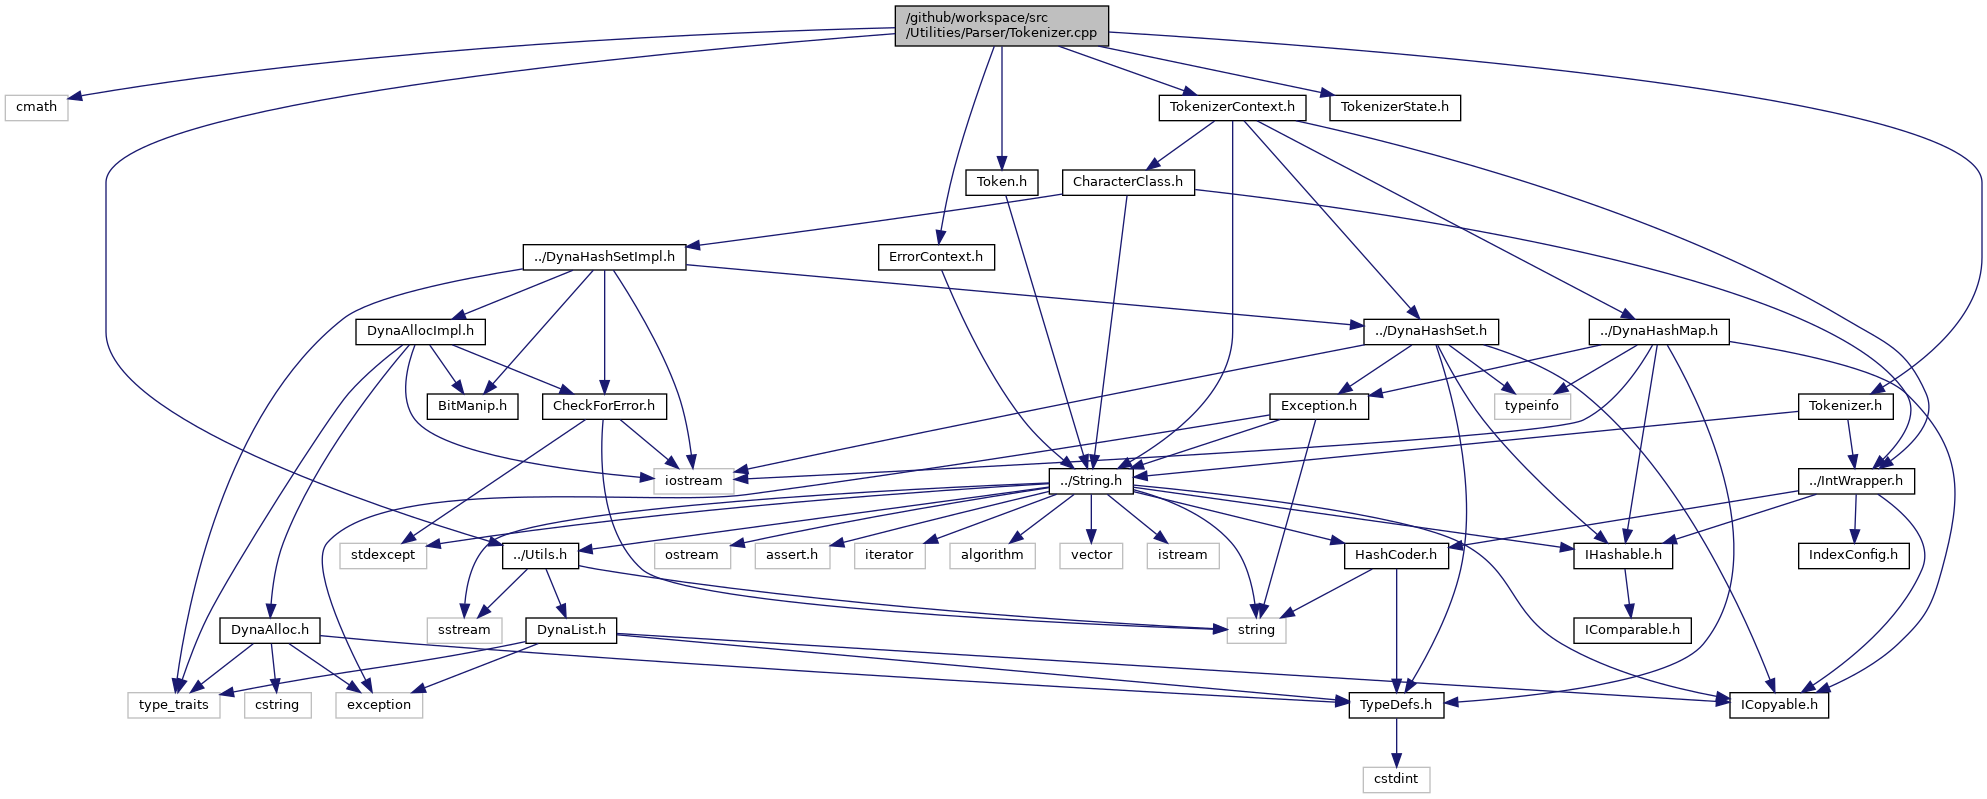 /github/workspace/src
/Utilities/Parser/Tokenizer.cpp
cmath
TokenizerContext.h
TokenizerState.h
Token.h
CharacterClass.h
../DynaHashSetImpl.h
ErrorContext.h
DynaAllocImpl.h
../DynaHashSet.h
../DynaHashMap.h
BitManip.h
CheckForError.h
Exception.h
typeinfo
Tokenizer.h
iostream
../String.h
../IntWrapper.h
stdexcept
../Utils.h
ostream
assert.h
iterator
algorithm
vector
istream
HashCoder.h
IHashable.h
IndexConfig.h
DynaAlloc.h
sstream
DynaList.h
string
IComparable.h
type_traits
cstring
exception
TypeDefs.h
ICopyable.h
cstdint